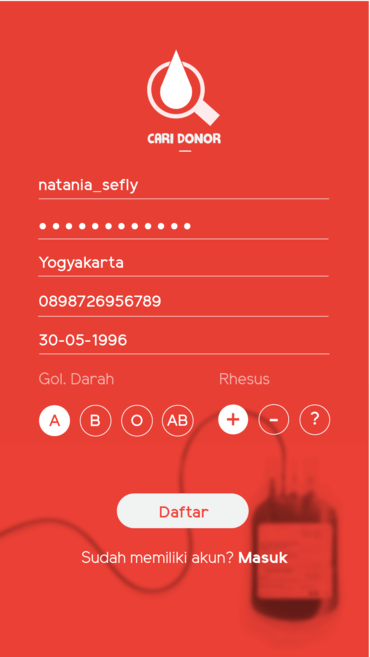 CARI DONOR
natania_sefly
● ● ● ● ● ● ● ● ● ● ● ●
Yogyakarta
0898726956789
30-05-1996
Gol. Darah Rhesus
A B O AB + - ?
Daftar
Sudah memiliki akun? Masuk